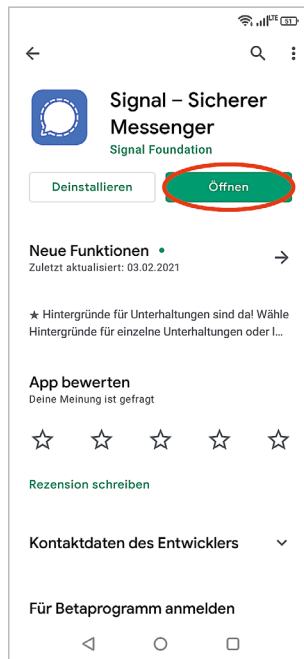 LTE 51
Signal – Sicherer
Messenger
Signal Foundation
Deinstallieren
Öffnen
Neue Funktionen
Zuletzt aktualisiert: 03.02.2021
★ Hintergründe für Unterhaltungen sind da! Wähle
Hintergründe für einzelne Unterhaltungen oder l...
App bewerten
Deine Meinung ist gefragt
Rezension schreiben
Kontaktdaten des Entwicklers
Für Betaprogramm anmelden